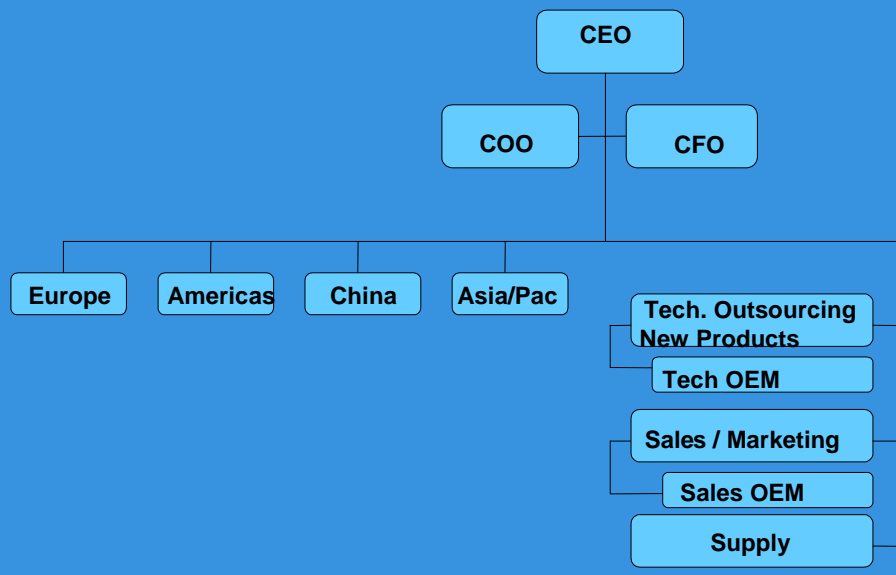 CEO
COO
CFO
Europe
Americas
China
Asia/Pac
Tech. Outsourcing
New Products
Tech OEM
Sales / Marketing
Sales OEM
Supply